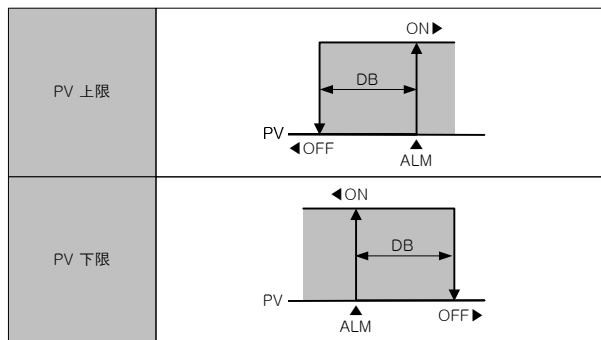 PV 上限
ON▶
DB
PV
◀OFF
▲
ALM
PV 下限
◀ON
DB
PV
▲
ALM
OFF▶